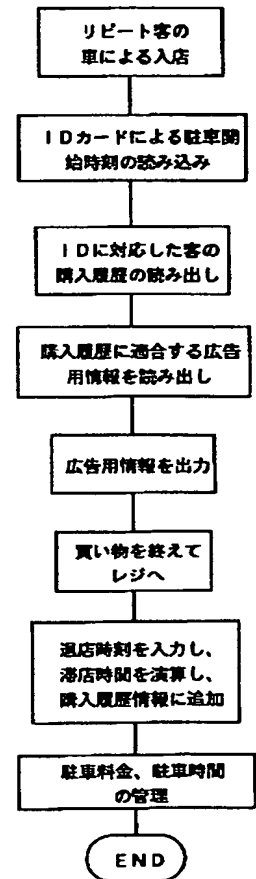 リピート客の
車による入店
IDカードによる駐車開
始時刻の読み込み
IDに対応した客の
購入履歴の読み出し
購入履歴に適合する広告
用情報を読み出し
広告用情報を出力
買い物を終えて
レジへ
退店時刻を入力し、
滞店時間を演算し、
購入履歴情報に追加
駐車料金、駐車時間
の管理
END